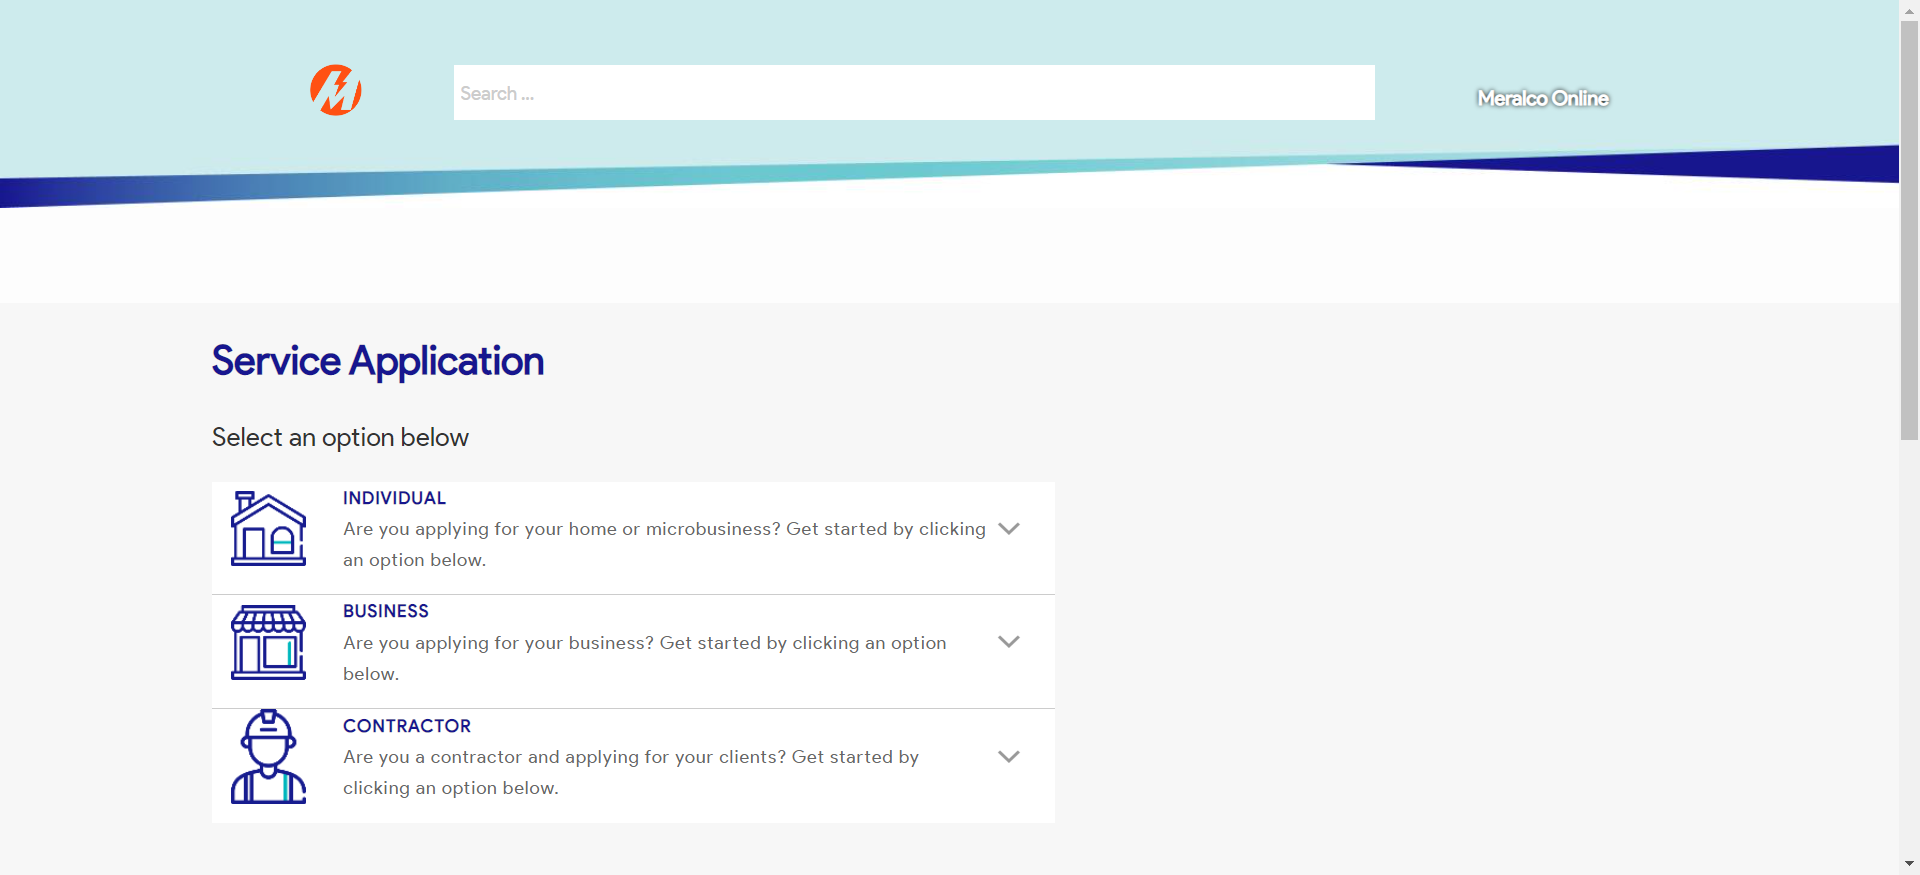 Search ...
Meralco Online
Service Application
Select an option below
INDIVIDUAL
Are you applying for your home or microbusiness? Get started by clicking
an option below.
BUSINESS
Are you applying for your business? Get started by clicking an option
below.
CONTRACTOR
Are you a contractor and applying for your clients? Get started by
clicking an option below.